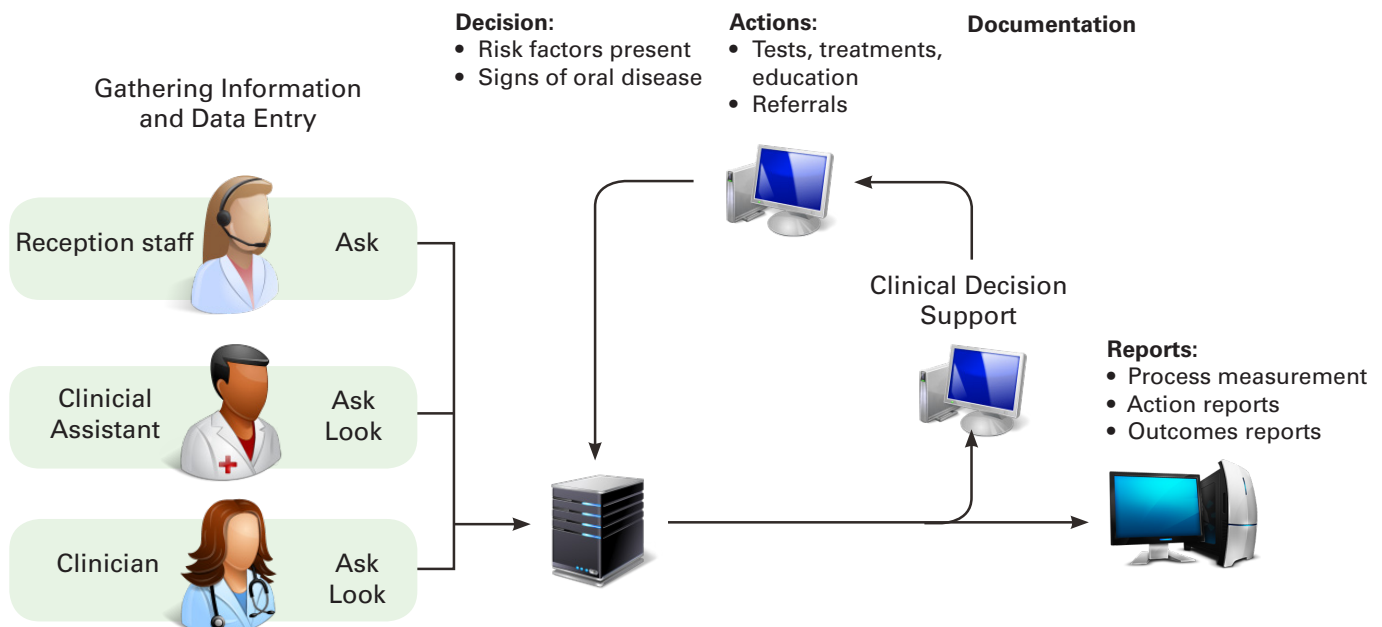 Decision:
• Risk factors present
• Signs of oral disease
Actions:
• Tests, treatments,
education
• Referrals
Documentation
Gathering Information
and Data Entry
Reception staff
Ask
Clinicial
Assistant
Ask
Look
Clinician
Ask
Look
Clinical Decision
Support
Reports:
• Process measurement
• Action reports
• Outcomes reports